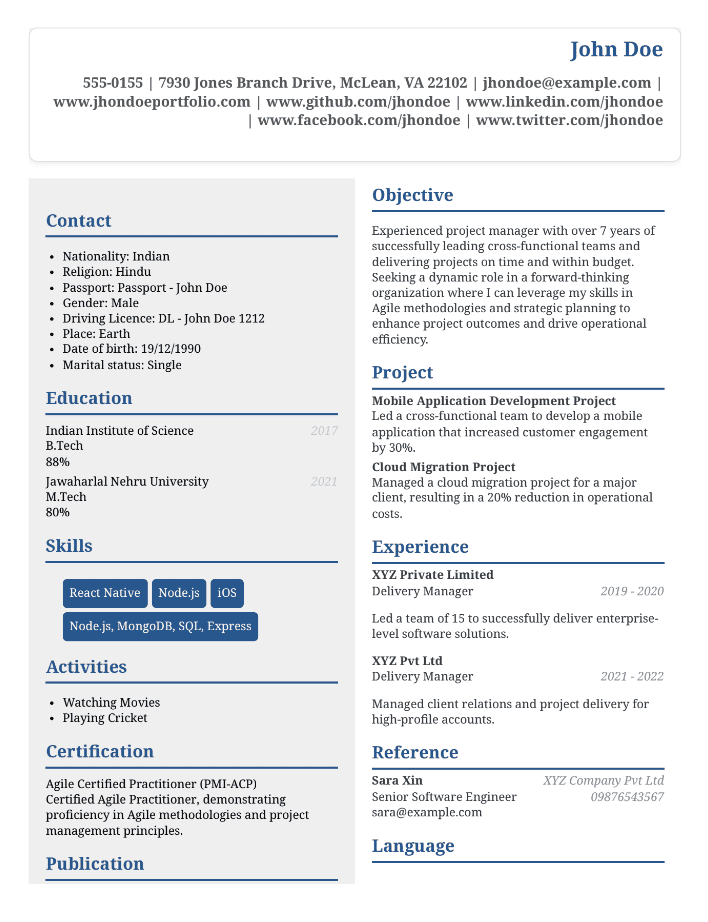 John Doe
555-0155 | 7930 Jones Branch Drive, McLean, VA 22102 | jhondoe@example.com |
www.jhondoeportfolio.com | www.github.com/jhondoe | www.linkedin.com/jhondoe
| www.facebook.com/jhondoe | www.twitter.com/jhondoe
Contact
• Nationality: Indian
• Religion: Hindu
• Passport: Passport - John Doe
• Gender: Male
• Driving Licence: DL - John Doe 1212
• Place: Earth
• Date of birth: 19/12/1990
• Marital status: Single
Education
Indian Institute of Science 2017
B.Tech
88%
Jawaharlal Nehru University 2021
M.Tech
80%
Skills
React Native Node.js iOS
Node.js, MongoDB, SQL, Express
Activities
• Watching Movies
• Playing Cricket
Certification
Agile Certified Practitioner (PMI-ACP)
Certified Agile Practitioner, demonstrating
proficiency in Agile methodologies and project
management principles.
Publication
Objective
Experienced project manager with over 7 years of
successfully leading cross-functional teams and
delivering projects on time and within budget.
Seeking a dynamic role in a forward-thinking
organization where I can leverage my skills in
Agile methodologies and strategic planning to
enhance project outcomes and drive operational
efficiency.
Project
Mobile Application Development Project
Led a cross-functional team to develop a mobile
application that increased customer engagement
by 30%.
Cloud Migration Project
Managed a cloud migration project for a major
client, resulting in a 20% reduction in operational
costs.
Experience
XYZ Private Limited
Delivery Manager 2019 - 2020
Led a team of 15 to successfully deliver enterprise-
level software solutions.
XYZ Pvt Ltd
Delivery Manager 2021 - 2022
Managed client relations and project delivery for
high-profile accounts.
Reference
Sara Xin XYZ Company Pvt Ltd
Senior Software Engineer 09876543567
sara@example.com
Language